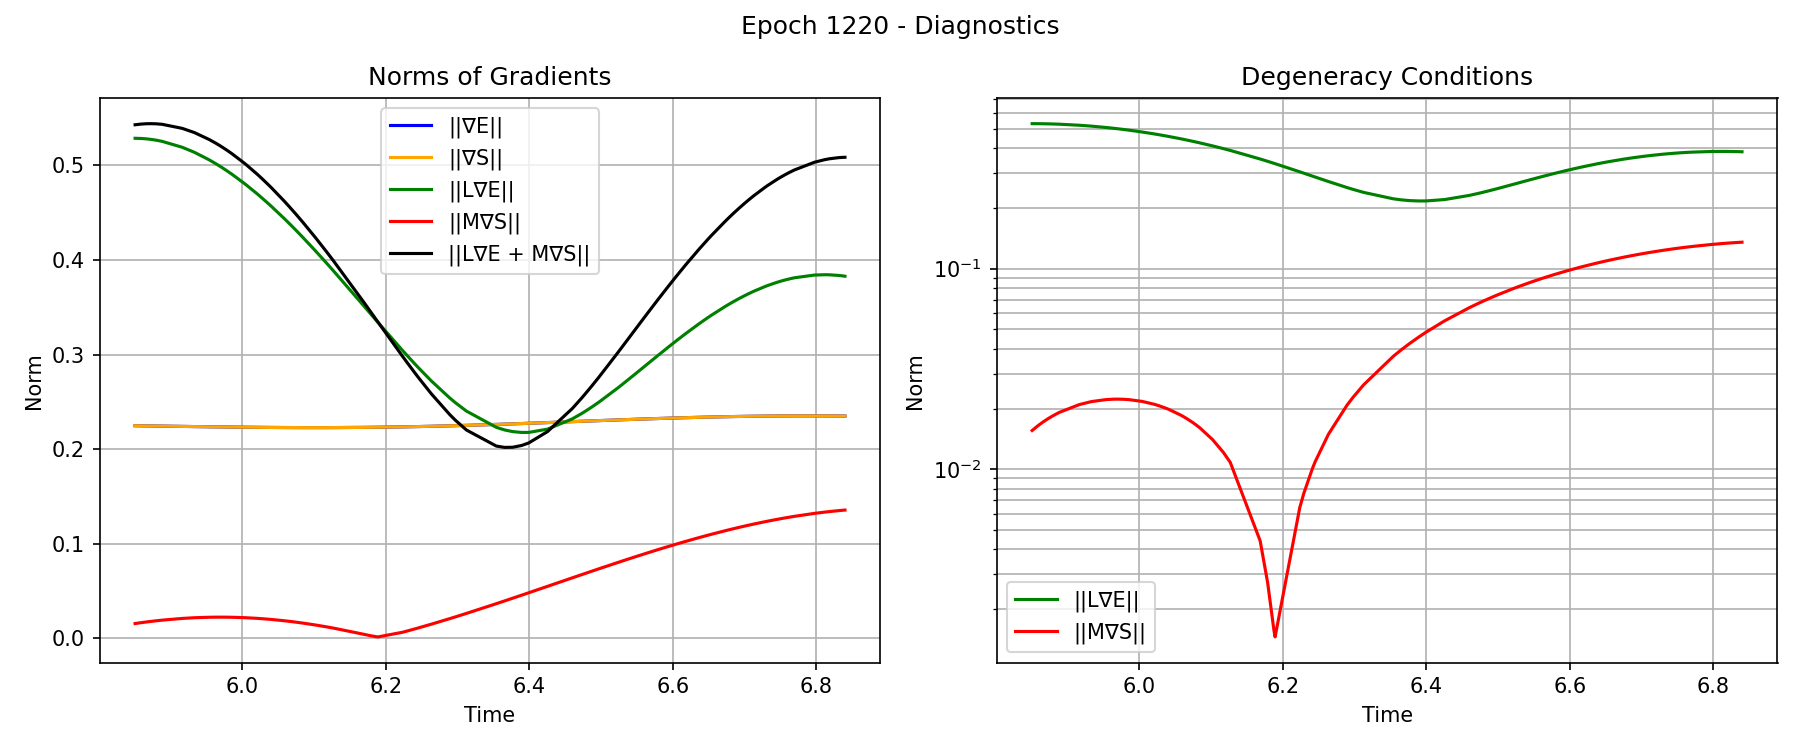 Epoch 1220 - Diagnostics
Norms of Gradients
||∇E||
||∇S||
||L∇E||
||M∇S||
||L∇E + M∇S||
0.5
0.4
0.3
0.2
0.1
0.0
Norm
6.0 6.2 6.4 6.6 6.8
Time
Degeneracy Conditions
10⁻¹
10⁻²
Norm
||L∇E||
||M∇S||
6.0 6.2 6.4 6.6 6.8
Time